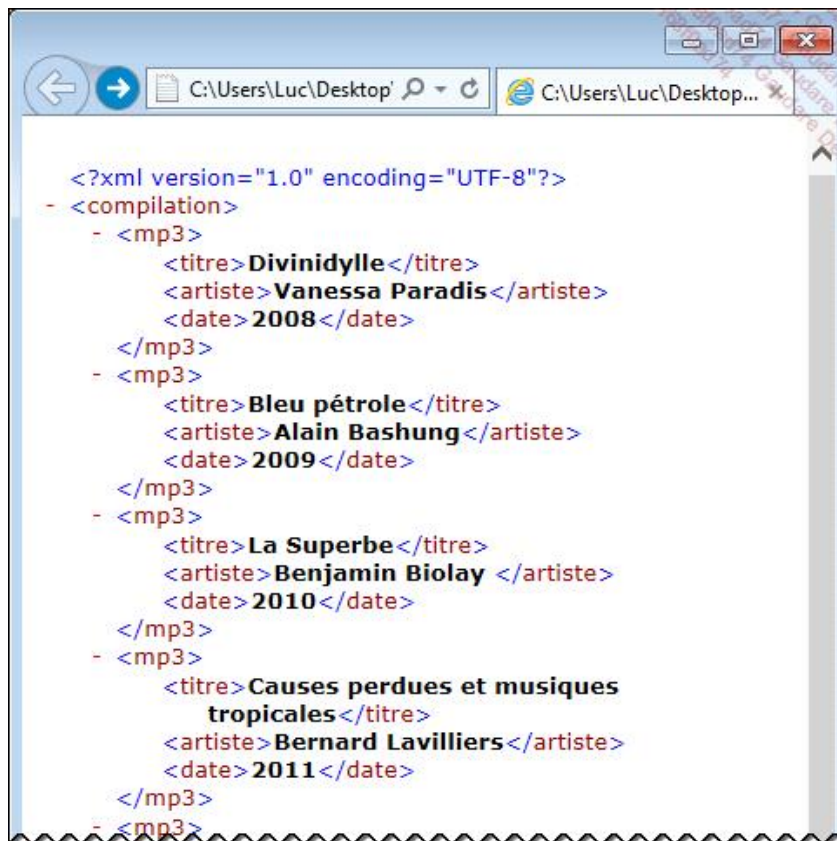 C:\Users\Luc\Desktop'
C:\Users\Luc\Desktop...
<?xml version="1.0" encoding="UTF-8"?>
- <compilation>
- <mp3>
<titre>Divinidylle</titre>
<artiste>Vanessa Paradis</artiste>
<date>2008</date>
</mp3>
- <mp3>
<titre>Bleu pétrole</titre>
<artiste>Alain Bashung</artiste>
<date>2009</date>
</mp3>
- <mp3>
<titre>La Superbe</titre>
<artiste>Benjamin Biolay </artiste>
<date>2010</date>
</mp3>
- <mp3>
<titre>Causes perdues et musiques
tropicales</titre>
<artiste>Bernard Lavilliers</artiste>
<date>2011</date>
</mp3>
- <mp3>